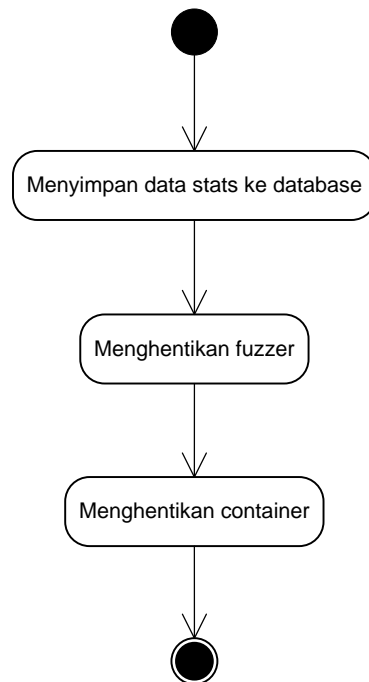 Menyimpan data stats ke database
Menghentikan fuzzer
Menghentikan container